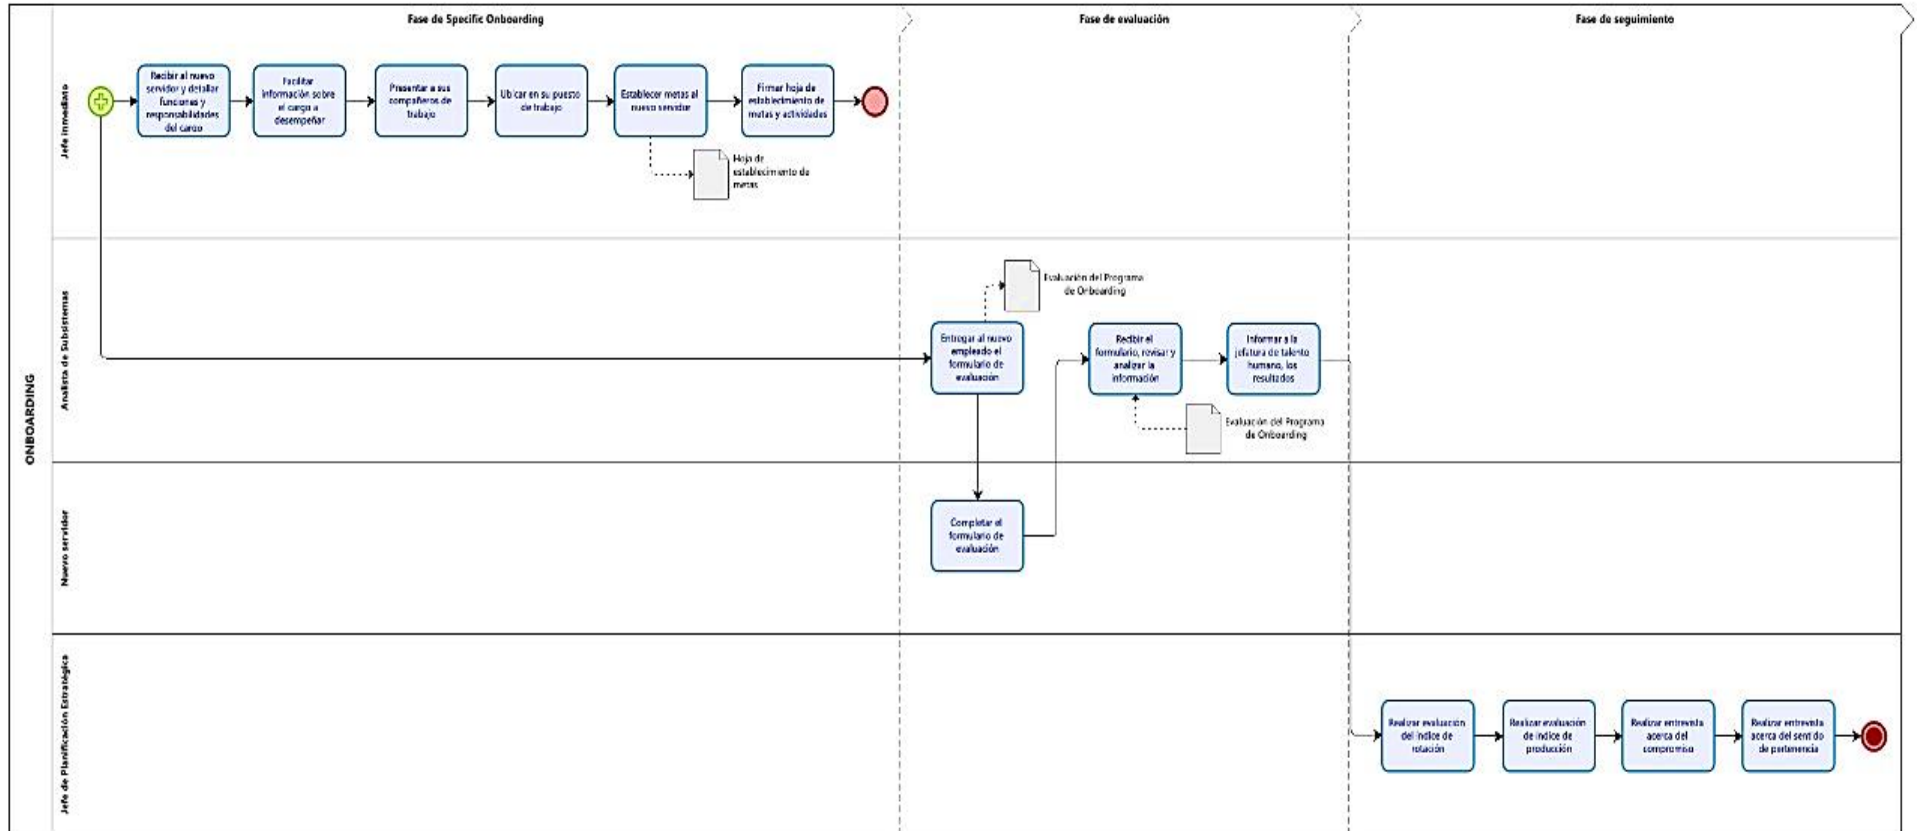 Fase de Specific Onboarding
Fase de evaluación
Fase de seguimiento
ONBOARDING
Jefe inmediato
Recibir al nuevo
servidor y detallar
funciones y
responsabilidades
del cargo
Facilitar
información sobre
el cargo a
desempeñar
Presentar a sus
compañeros de
trabajo
Ubicar en su puesto
de trabajo
Establecer metas al
nuevo servidor
Firmar hoja de
establecimiento de
metas y actividades
Hoja de
establecimiento de
metas
Analista de Subsistemas
Evaluación del Programa
de Onboarding
Entregar al nuevo
empleado el
formulario de
evaluación
Recibir el
formulario, revisar y
analizar la
información
Informar a la
jefatura de talento
humano, los
resultados
Evaluación del Programa
de Onboarding
Nuevo servidor
Completar el
formulario de
evaluación
Jefe de Planificación Estratégica
Realizar evaluación
del índice de
rotación
Realizar evaluación
de índice de
producción
Realizar entrevista
acerca del
compromiso
Realizar entrevista
acerca del sentido
de pertenencia